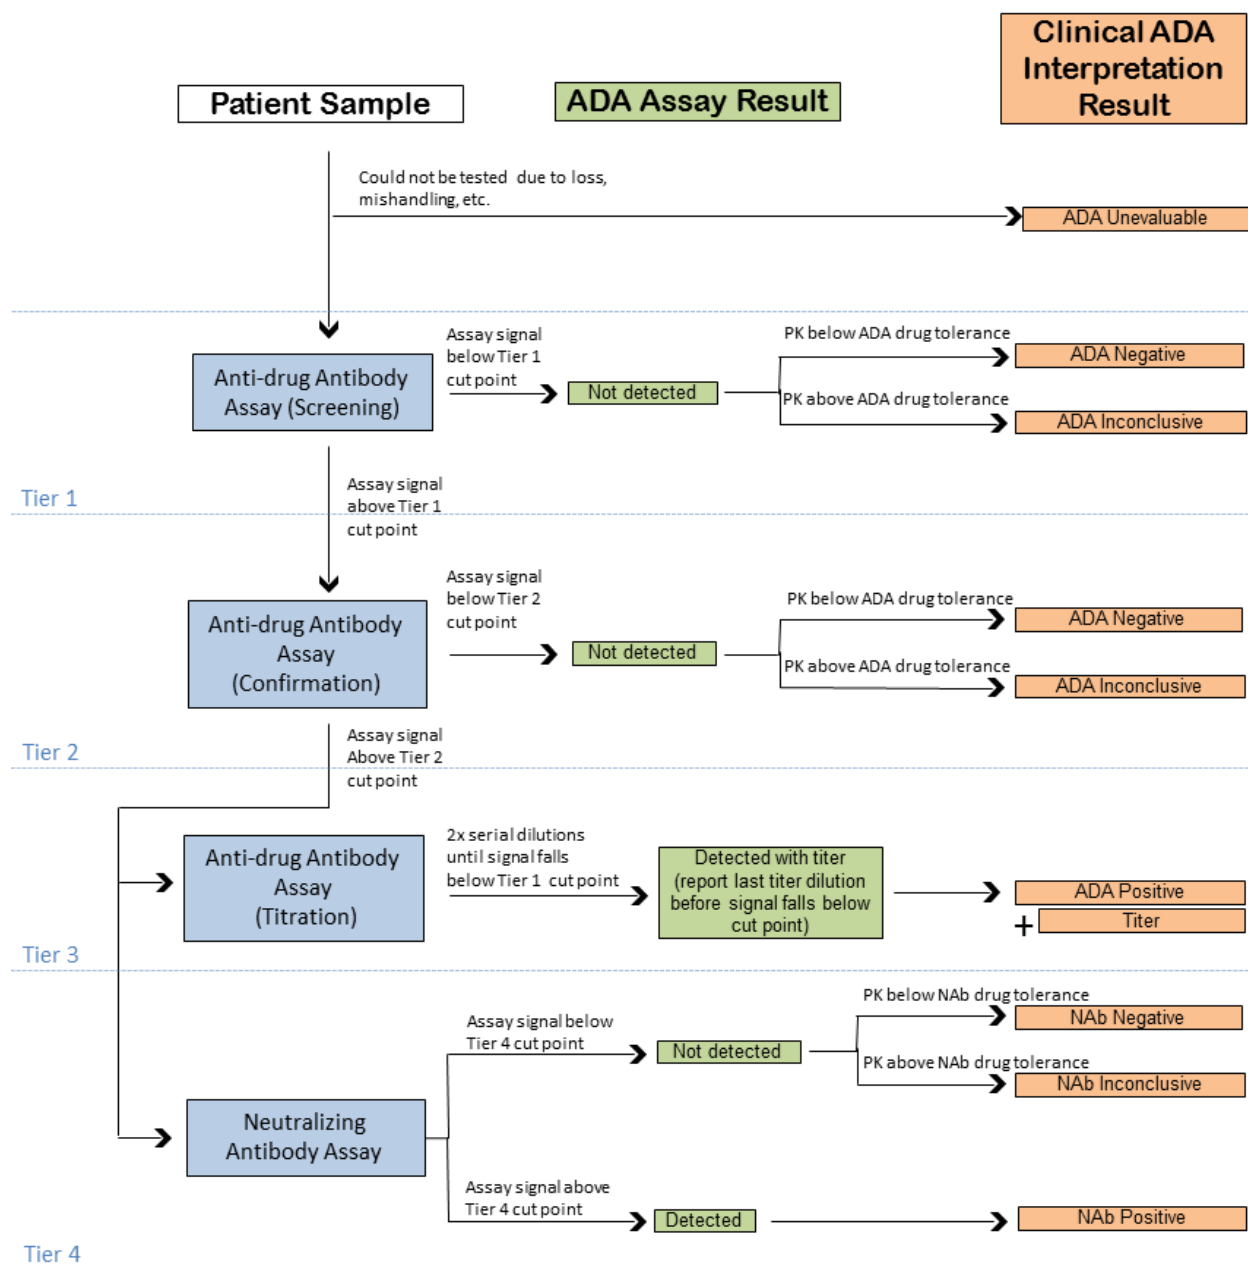 Clinical ADA
Interpretation
Result
Patient Sample
ADA Assay Result
Could not be tested due to loss,
mishandling, etc.
ADA Unevaluable
Assay signal
below Tier 1
cut point
Anti-drug Antibody
Assay (Screening)
Not detected
PK below ADA drug tolerance
ADA Negative
PK above ADA drug tolerance
ADA Inconclusive
Tier 1
Assay signal
above Tier 1
cut point
Assay signal
below Tier 2
cut point
Anti-drug Antibody
Assay
(Confirmation)
Not detected
PK below ADA drug tolerance
ADA Negative
PK above ADA drug tolerance
ADA Inconclusive
Tier 2
Assay signal
Above Tier 2
cut point
Anti-drug Antibody
Assay
(Titration)
2x serial dilutions
until signal falls
below Tier 1 cut point
Detected with titer
(report last titer dilution
before signal falls below
cut point)
ADA Positive
+ Titer
Tier 3
Neutralizing
Antibody Assay
Assay signal below
Tier 4 cut point
Not detected
PK below NAb drug tolerance
NAb Negative
PK above NAb drug tolerance
NAb Inconclusive
Assay signal above
Tier 4 cut point
Detected
NAb Positive
Tier 4